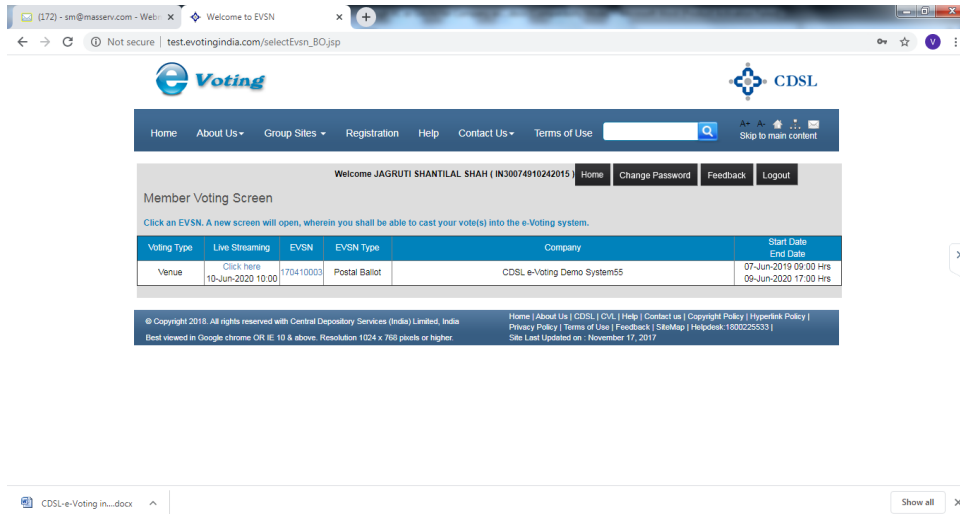 (172) - sm@masserv.com - Web
Welcome to EVSN
Not secure | test.evotingindia.com/selectEvsn_BO.jsp
V
e Voting
CDSL
Home About Us Group Sites Registration Help Contact Us Terms of Use
A+ A-
Skip to main content
Welcome JAGRUTI SHANTILAL SHAH ( IN30074910242015 ) Home Change Password Feedback Logout
Member Voting Screen
Click an EVSN. A new screen will open, wherein you shall be able to cast your vote(s) into the e-Voting system.
Voting Type Live Streaming EVSN EVSN Type Company Start Date
End Date
Venue Click here 170410003 Postal Ballot CDSL e-Voting Demo System55 07-Jun-2019 09:00 Hrs
10-Jun-2020 10:00 09-Jun-2020 17:00 Hrs
© Copyright 2018. All rights reserved with Central Depository Services (India) Limited, India
Best viewed in Google chrome OR IE 10 & above. Resolution 1024 x 768 pixels or higher.
Home | About Us | CDSL | CVL | Help | Contact us | Copyright Policy | Hyperlink Policy |
Privacy Policy | Terms of Use | Feedback | SiteMap | Helpdesk:1800225533 |
Site Last Updated on : November 17, 2017
CDSL-e-Voting in....docx
Show all